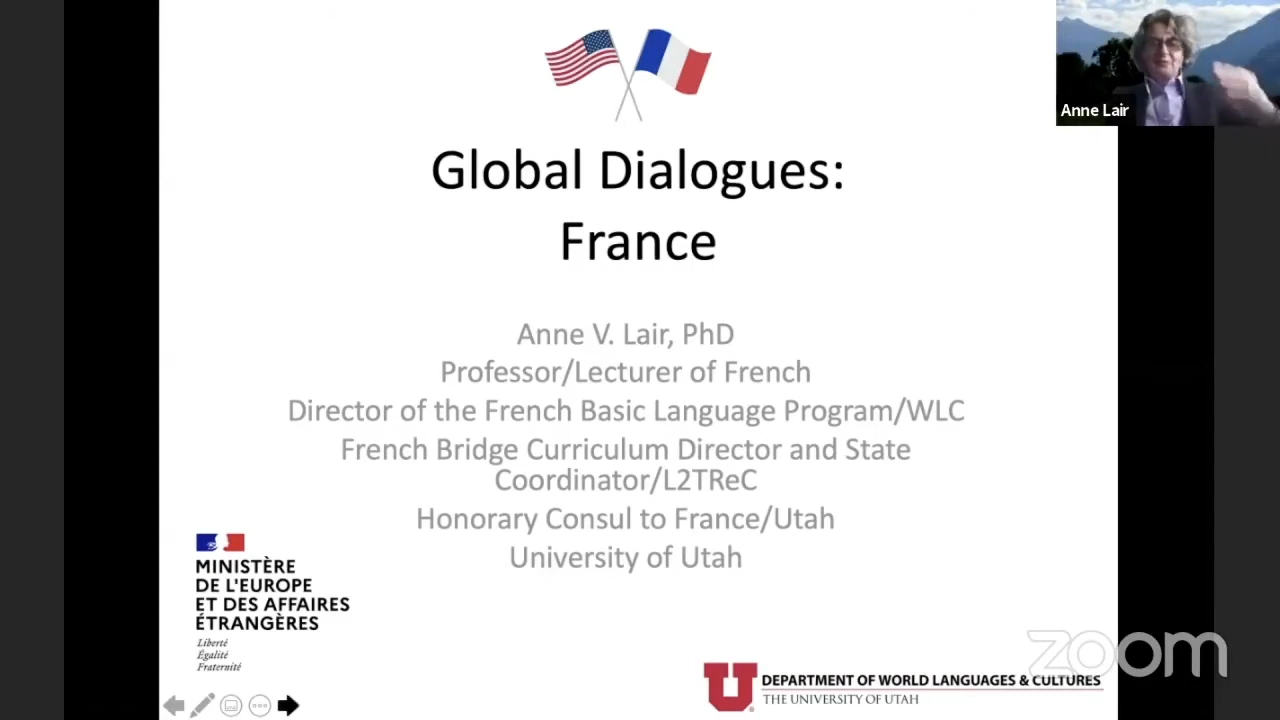 Global Dialogues:
France
Anne Lair
Anne V. Lair, PhD
Professor/Lecturer of French
Director of the French Basic Language Program/WLC
French Bridge Curriculum Director and State
Coordinator/L2TReC
Honorary Consul to France/Utah
University of Utah
MINISTÈRE
DE L'EUROPE
ET DES AFFAIRES
ÉTRANGÈRES
Liberté
Égalité
Fraternité
zoom
U
DEPARTMENT OF WORLD LANGUAGES & CULTURES
THE UNIVERSITY OF UTAH